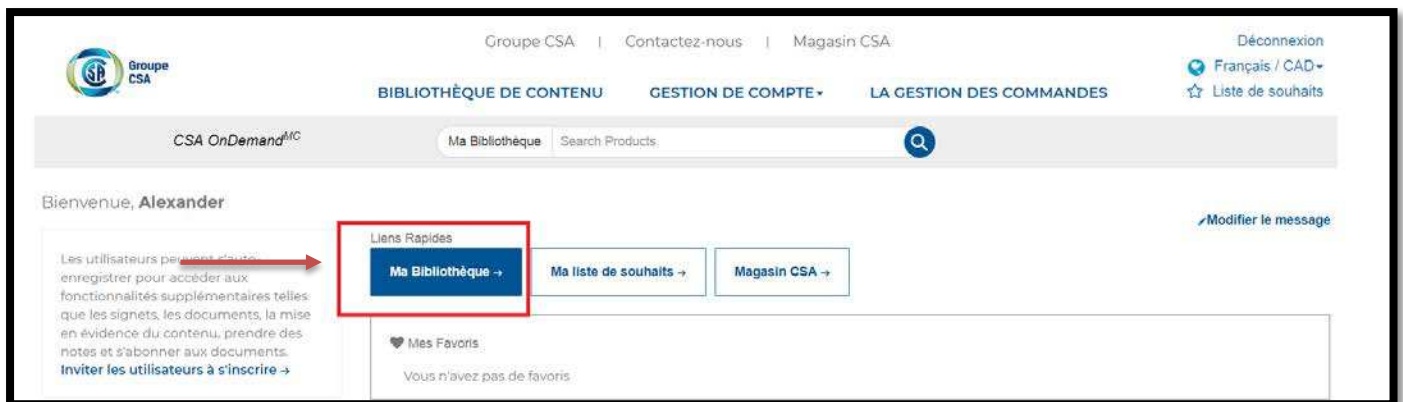 Groupe CSA | Contactez-nous | Magasin CSA
Déconnexion
Groupe
CSA
Français / CAD
BIBLIOTHÈQUE DE CONTENU GESTION DE COMPTE LA GESTION DES COMMANDES
Liste de souhaits
CSA OnDemandMC
Ma Bibliothèque Search Products
Bienvenue, Alexander
Modifier le message
Liens Rapides
Ma Bibliothèque → Ma liste de souhaits → Magasin CSA →
Les utilisateurs peuvent s'auto-
enregistrer pour accéder aux
fonctionnalités supplémentaires telles
que les signets, les documents, la mise
en évidence du contenu, prendre des
notes et s'abonner aux documents.
Inviter les utilisateurs à s'inscrire →
Mes Favoris
Vous n'avez pas de favoris